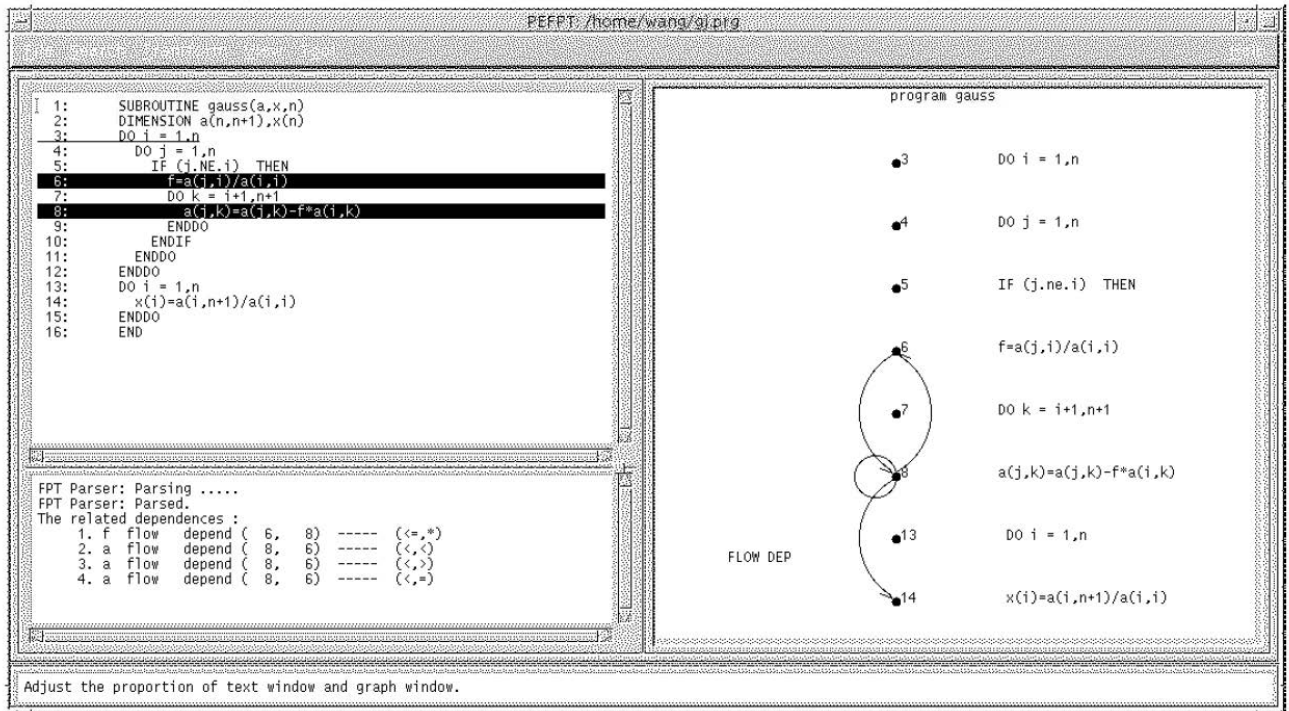 PEFPT: /home/wang/gj.prg
1: SUBROUTINE gauss(a,x,n)
2: DIMENSION a(n,n+1),x(n)
3: DO i = 1,n
4: DO j = 1,n
5: IF (j.NE.i) THEN
6: f=a(j,i)/a(i,i)
7: DO k = i+1,n+1
8: a(j,k)=a(j,k)-f*a(i,k)
9: ENDDO
10: ENDIF
11: ENDDO
12: ENDDO
13: DO i = 1,n
14: x(i)=a(i,n+1)/a(i,i)
15: ENDDO
16: END
FPT Parser: Parsing .....
FPT Parser: Parsed.
The related dependences :
1. f flow depend ( 6, 8) ----- (<=,*)
2. a flow depend ( 8, 6) ----- (<,<)
3. a flow depend ( 8, 6) ----- (<,>)
4. a flow depend ( 8, 6) ----- (<,=)
program gauss
3 DO i = 1,n
4 DO j = 1,n
5 IF (j.ne.i) THEN
6 f=a(j,i)/a(i,i)
7 DO k = i+1,n+1
8 a(j,k)=a(j,k)-f*a(i,k)
13 DO i = 1,n
FLOW DEP
14 x(i)=a(i,n+1)/a(i,i)
Adjust the proportion of text window and graph window.